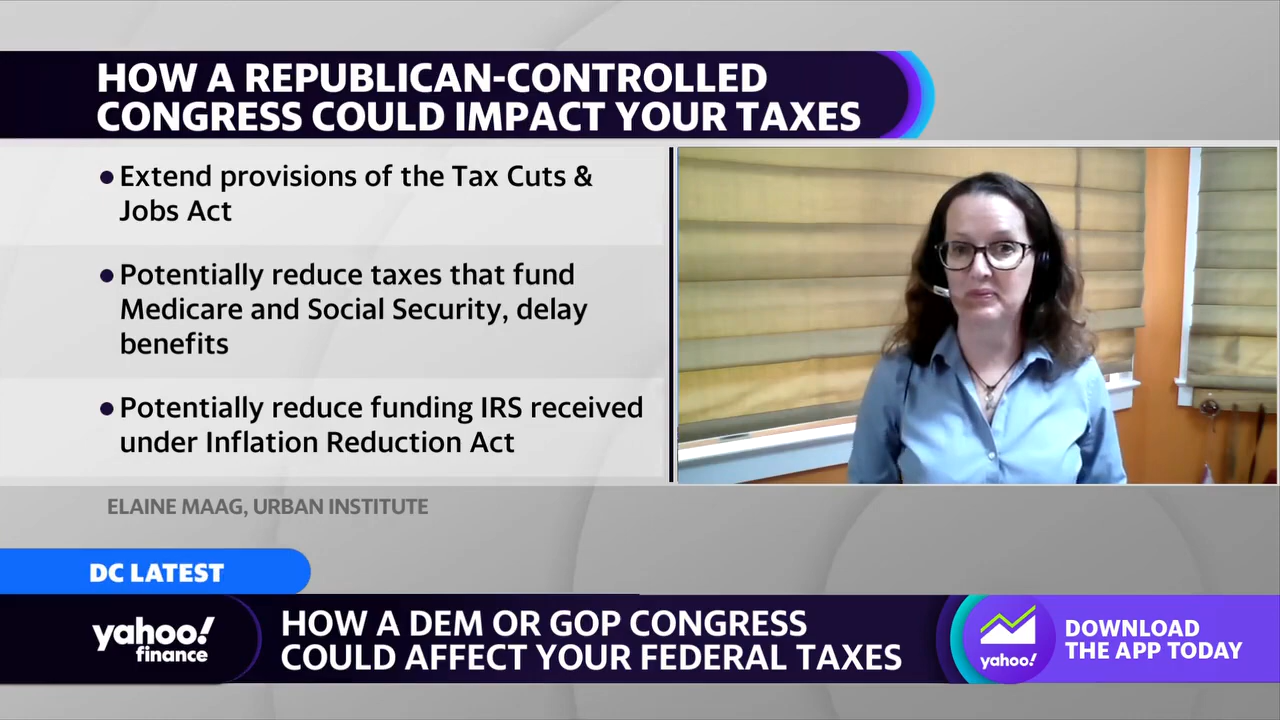 HOW A REPUBLICAN-CONTROLLED
CONGRESS COULD IMPACT YOUR TAXES
● Extend provisions of the Tax Cuts &
Jobs Act
● Potentially reduce taxes that fund
Medicare and Social Security, delay
benefits
● Potentially reduce funding IRS received
under Inflation Reduction Act
ELAINE MAAG, URBAN INSTITUTE
DC LATEST
yahoo!
finance
HOW A DEM OR GOP CONGRESS
COULD AFFECT YOUR FEDERAL TAXES
yahoo!
DOWNLOAD
THE APP TODAY